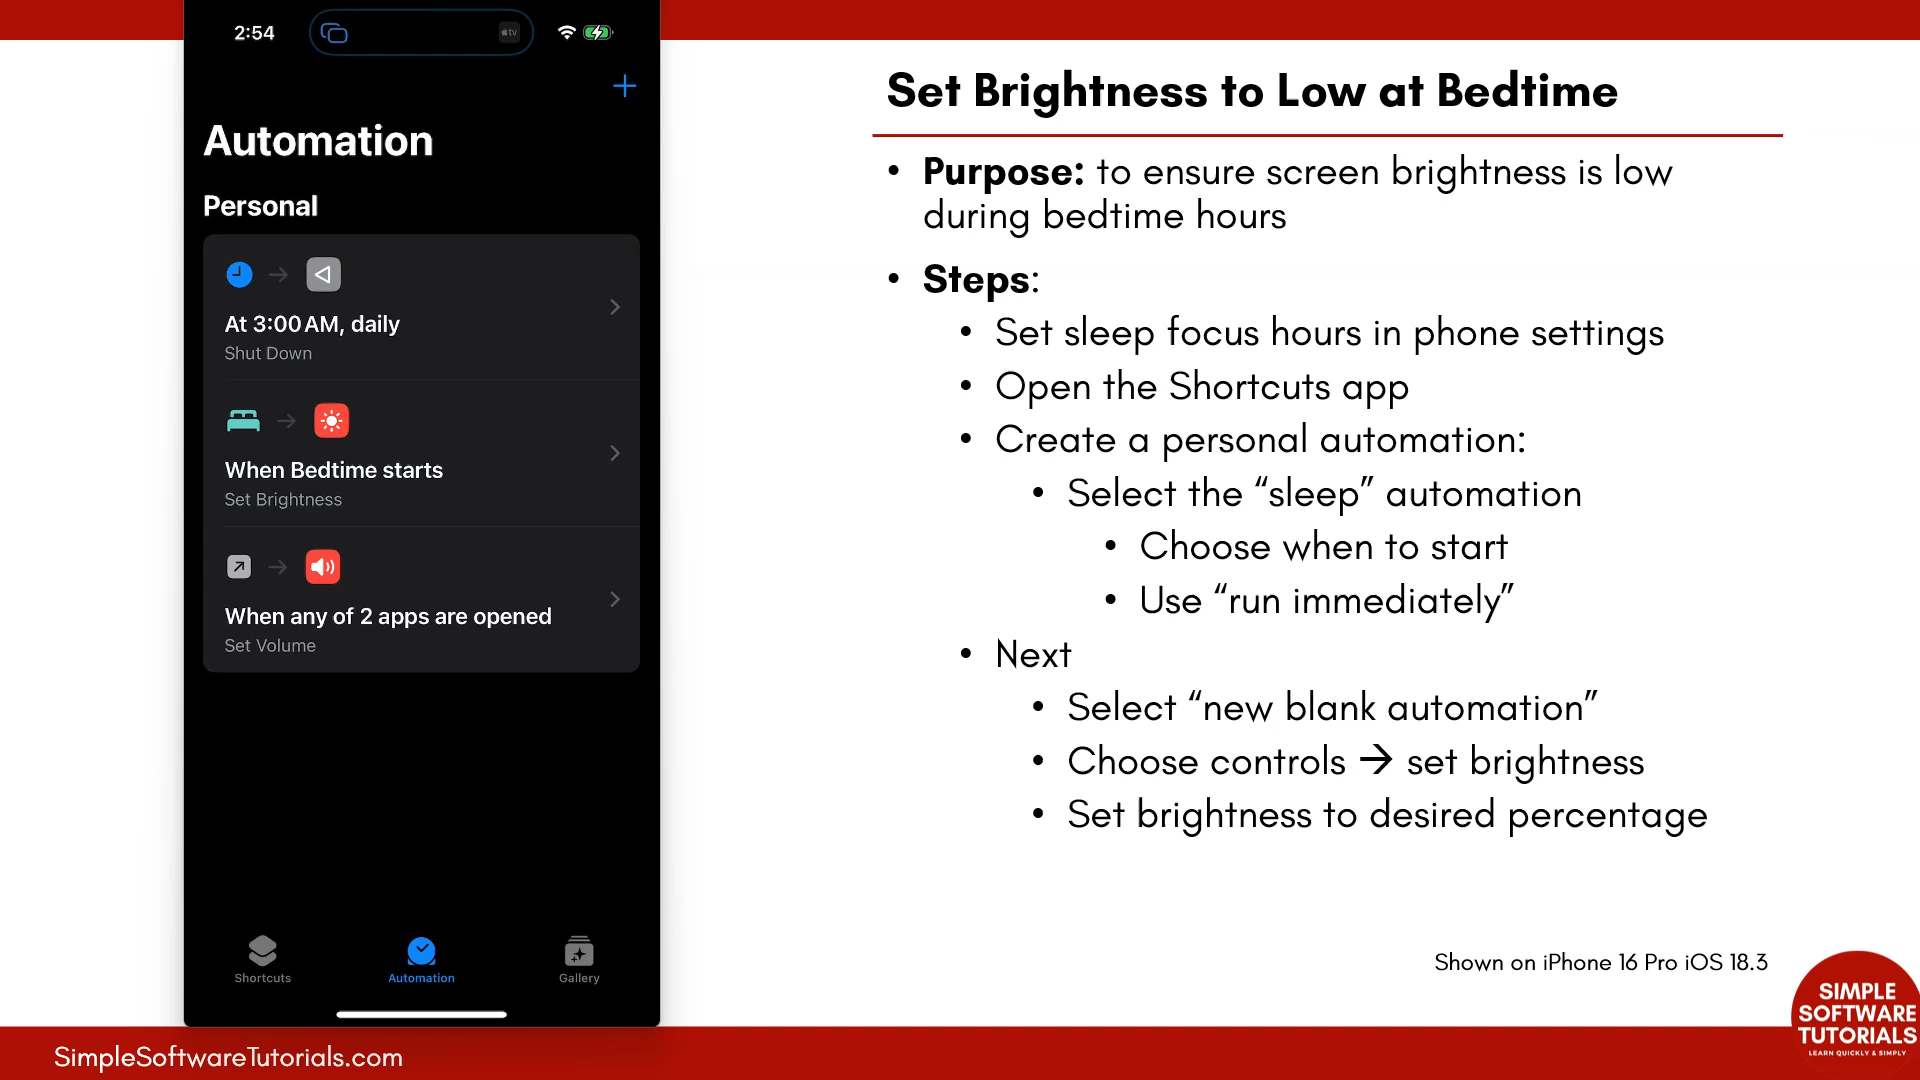 2:54
tv
+
Automation
Personal
At 3:00 AM, daily
Shut Down
When Bedtime starts
Set Brightness
When any of 2 apps are opened
Set Volume
Shortcuts
Automation
Gallery
Set Brightness to Low at Bedtime
• Purpose: to ensure screen brightness is low
during bedtime hours
• Steps:
• Set sleep focus hours in phone settings
• Open the Shortcuts app
• Create a personal automation:
• Select the “sleep” automation
• Choose when to start
• Use “run immediately”
• Next
• Select “new blank automation”
• Choose controls → set brightness
• Set brightness to desired percentage
Shown on iPhone 16 Pro iOS 18.3
SimpleSoftwareTutorials.com
SIMPLE
SOFTWARE
TUTORIALS
LEARN QUICKLY & SIMPLY